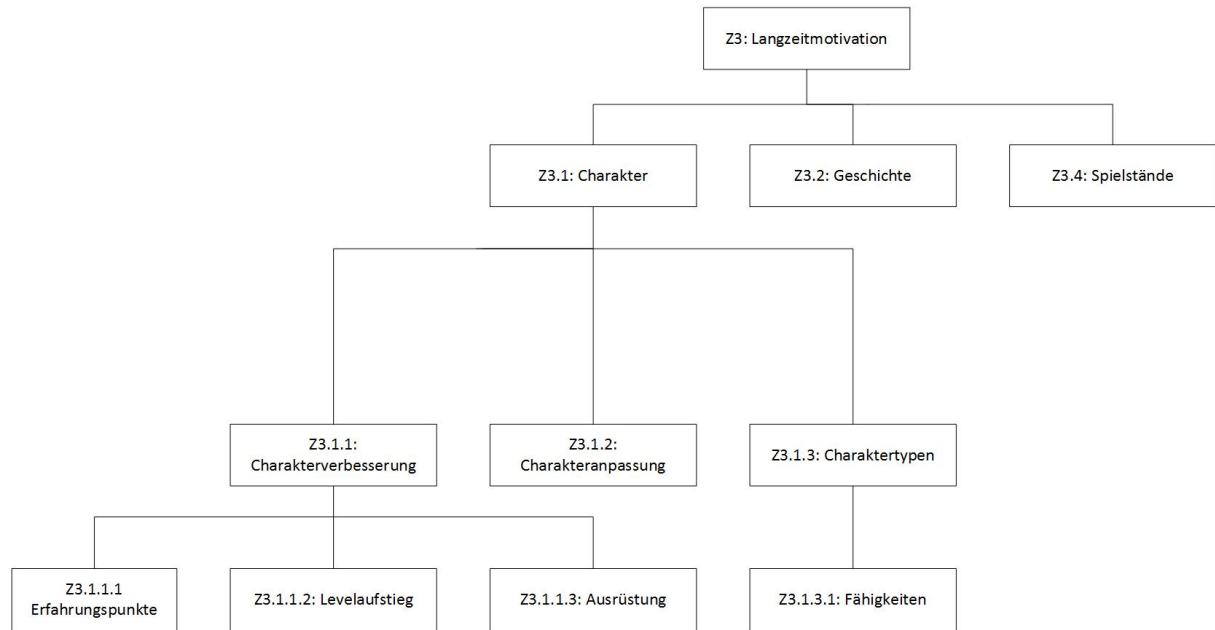 Z3: Langzeitmotivation
Z3.1: Charakter
Z3.2: Geschichte
Z3.4: Spielstände
Z3.1.1:
Charakterverbesserung
Z3.1.2:
Charakteranpassung
Z3.1.3: Charaktertypen
Z3.1.1.1
Erfahrungspunkte
Z3.1.1.2: Levelaufstieg
Z3.1.1.3: Ausrüstung
Z3.1.3.1: Fähigkeiten